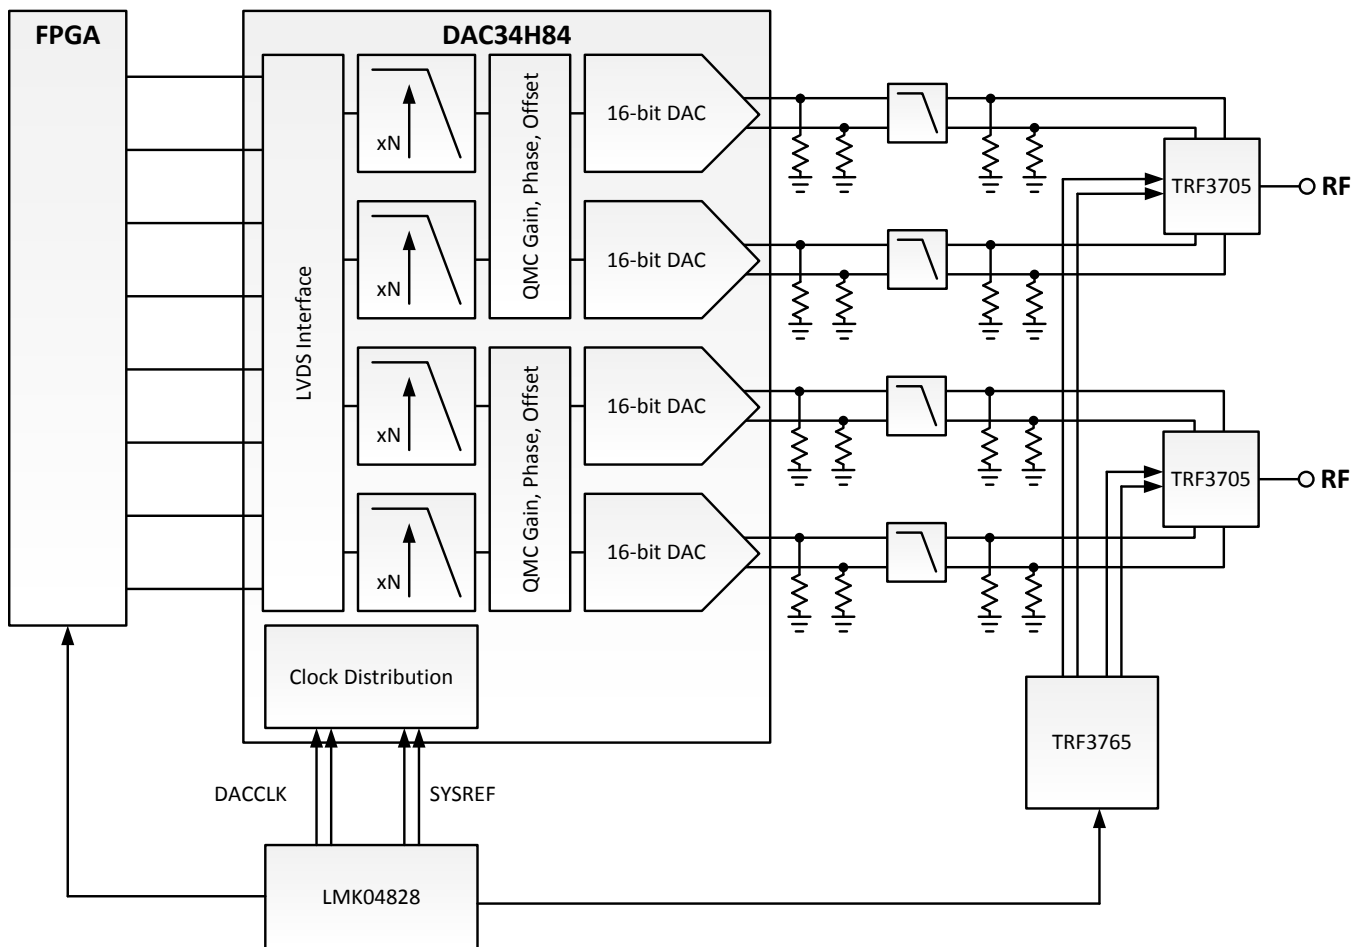 FPGA
DAC34H84
LVDS Interface
xN
QMC Gain, Phase, Offset
16-bit DAC
TRF3705
RF
xN
16-bit DAC
xN
QMC Gain, Phase, Offset
16-bit DAC
TRF3705
RF
xN
16-bit DAC
Clock Distribution
TRF3765
DACCLK
SYSREF
LMK04828